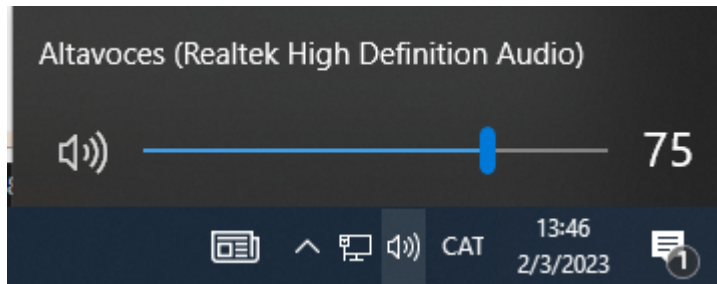 Altavoces (Realtek High Definition Audio)
75
CAT
13:46
2/3/2023
1